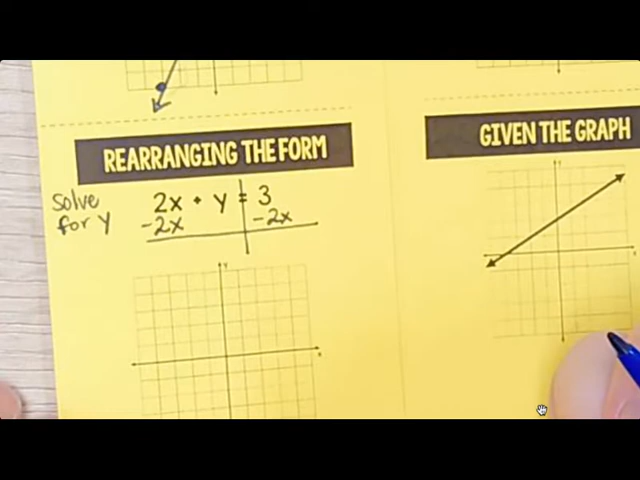 REARRANGING THE FORM
solve
for y
2x + y = 3
-2x -2x
y
x
GIVEN THE GRAPH
y
x